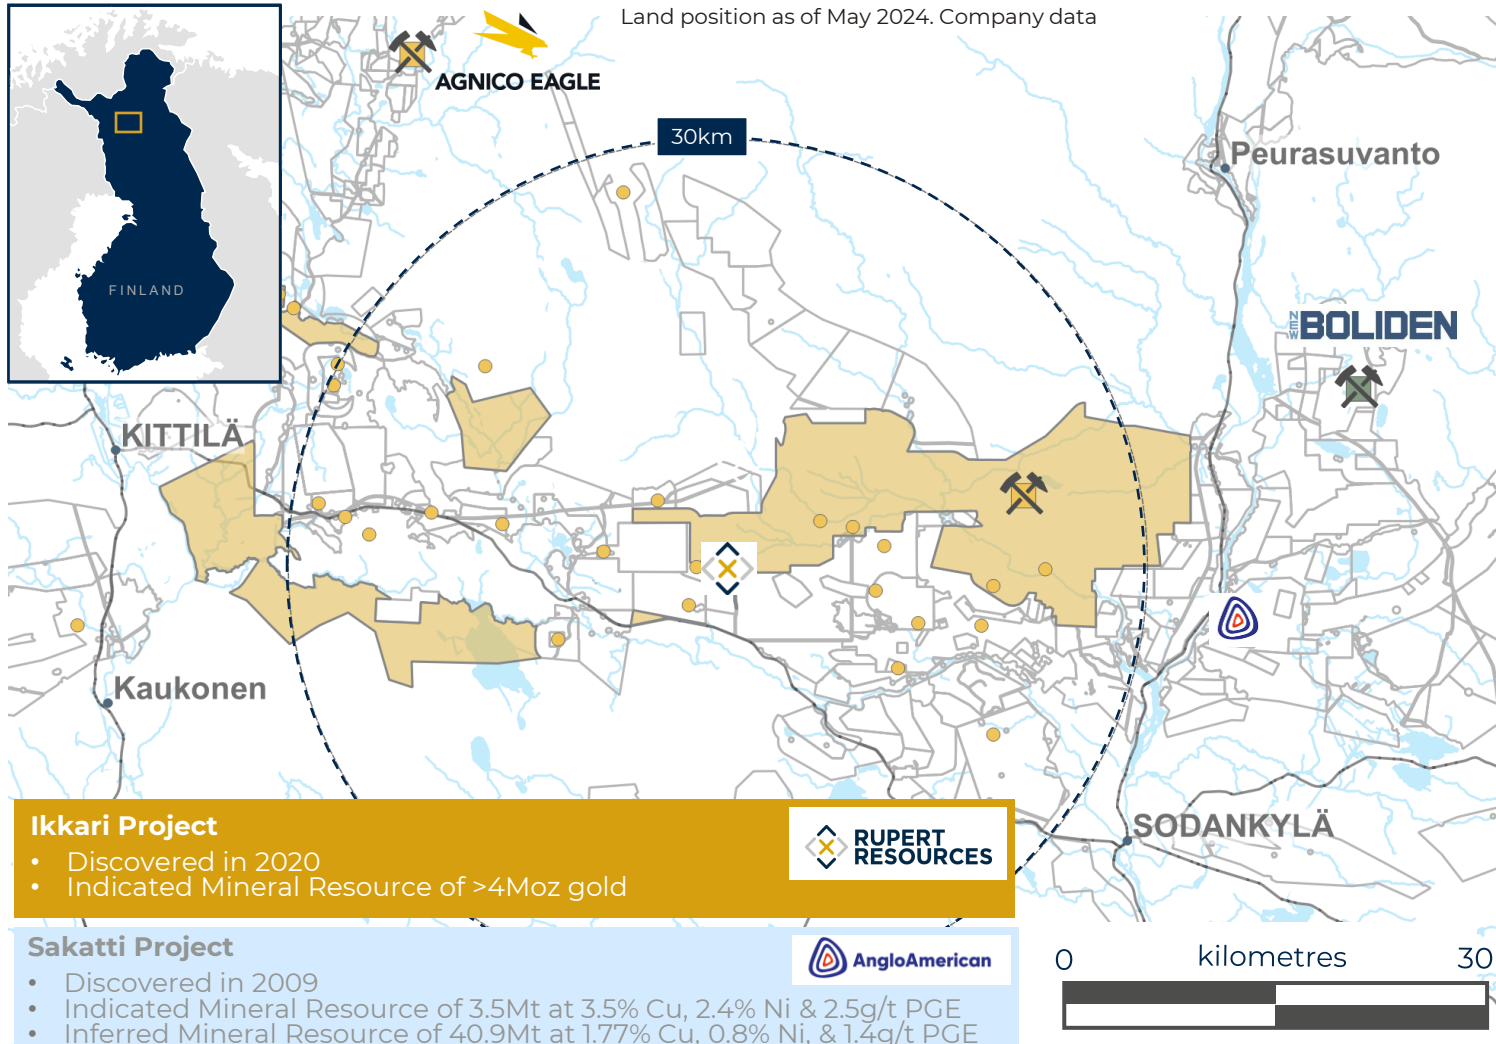 Land position as of May 2024. Company data
AGNICO EAGLE
30km
Peurasuvanto
FINLAND
NEW BOLIDEN
KITTILÄ
Kaukonen
SODANKYLÄ
Ikkari Project
• Discovered in 2020
• Indicated Mineral Resource of >4Moz gold
RUPERT
RESOURCES
Sakatti Project
• Discovered in 2009
• Indicated Mineral Resource of 3.5Mt at 3.5% Cu, 2.4% Ni & 2.5g/t PGE
• Inferred Mineral Resource of 40.9Mt at 1.77% Cu, 0.8% Ni, & 1.4g/t PGE
AngloAmerican
0 kilometres 30